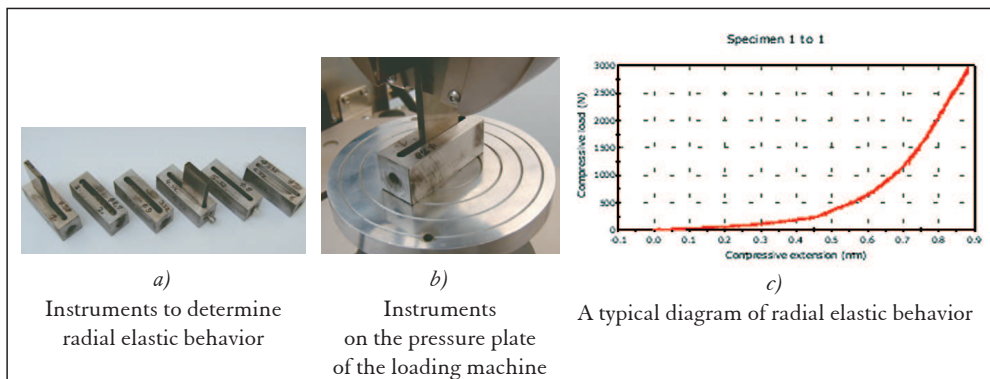 Specimen 1 to 1
Compressive load (N)
3000
2500
2000
1500
1000
500
0
-0.1 0.0 0.1 0.2 0.3 0.4 0.5 0.6 0.7 0.8 0.9
Compressive extension (mm)
a)
Instruments to determine
radial elastic behavior
b)
Instruments
on the pressure plate
of the loading machine
c)
A typical diagram of radial elastic behavior